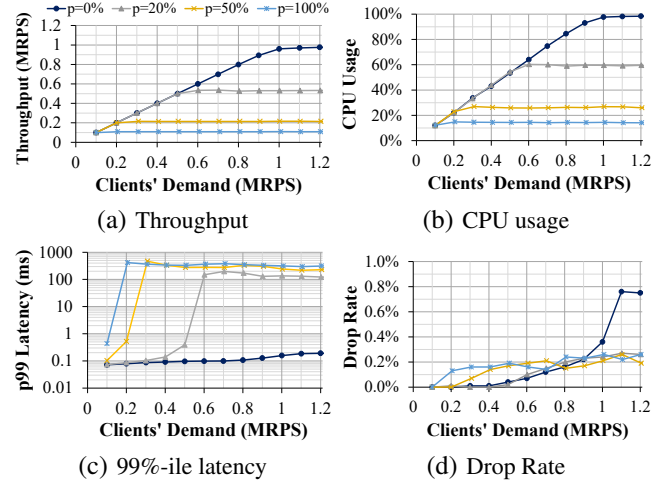 p=0% p=20% p=50% p=100%
1.2
1
0.8
0.6
0.4
0.2
0
Throughput (MRPS)
0 0.2 0.4 0.6 0.8 1 1.2
Clients' Demand (MRPS)
(a) Throughput
100%
80%
60%
40%
20%
0%
CPU Usage
0 0.2 0.4 0.6 0.8 1 1.2
Clients' Demand (MRPS)
(b) CPU usage
1000
100
10
1
0.1
0.01
p99 Latency (ms)
0 0.2 0.4 0.6 0.8 1 1.2
Clients' Demand (MRPS)
(c) 99%-ile latency
1.0%
0.8%
0.6%
0.4%
0.2%
0.0%
Drop Rate
0 0.2 0.4 0.6 0.8 1 1.2
Clients' Demand (MRPS)
(d) Drop Rate